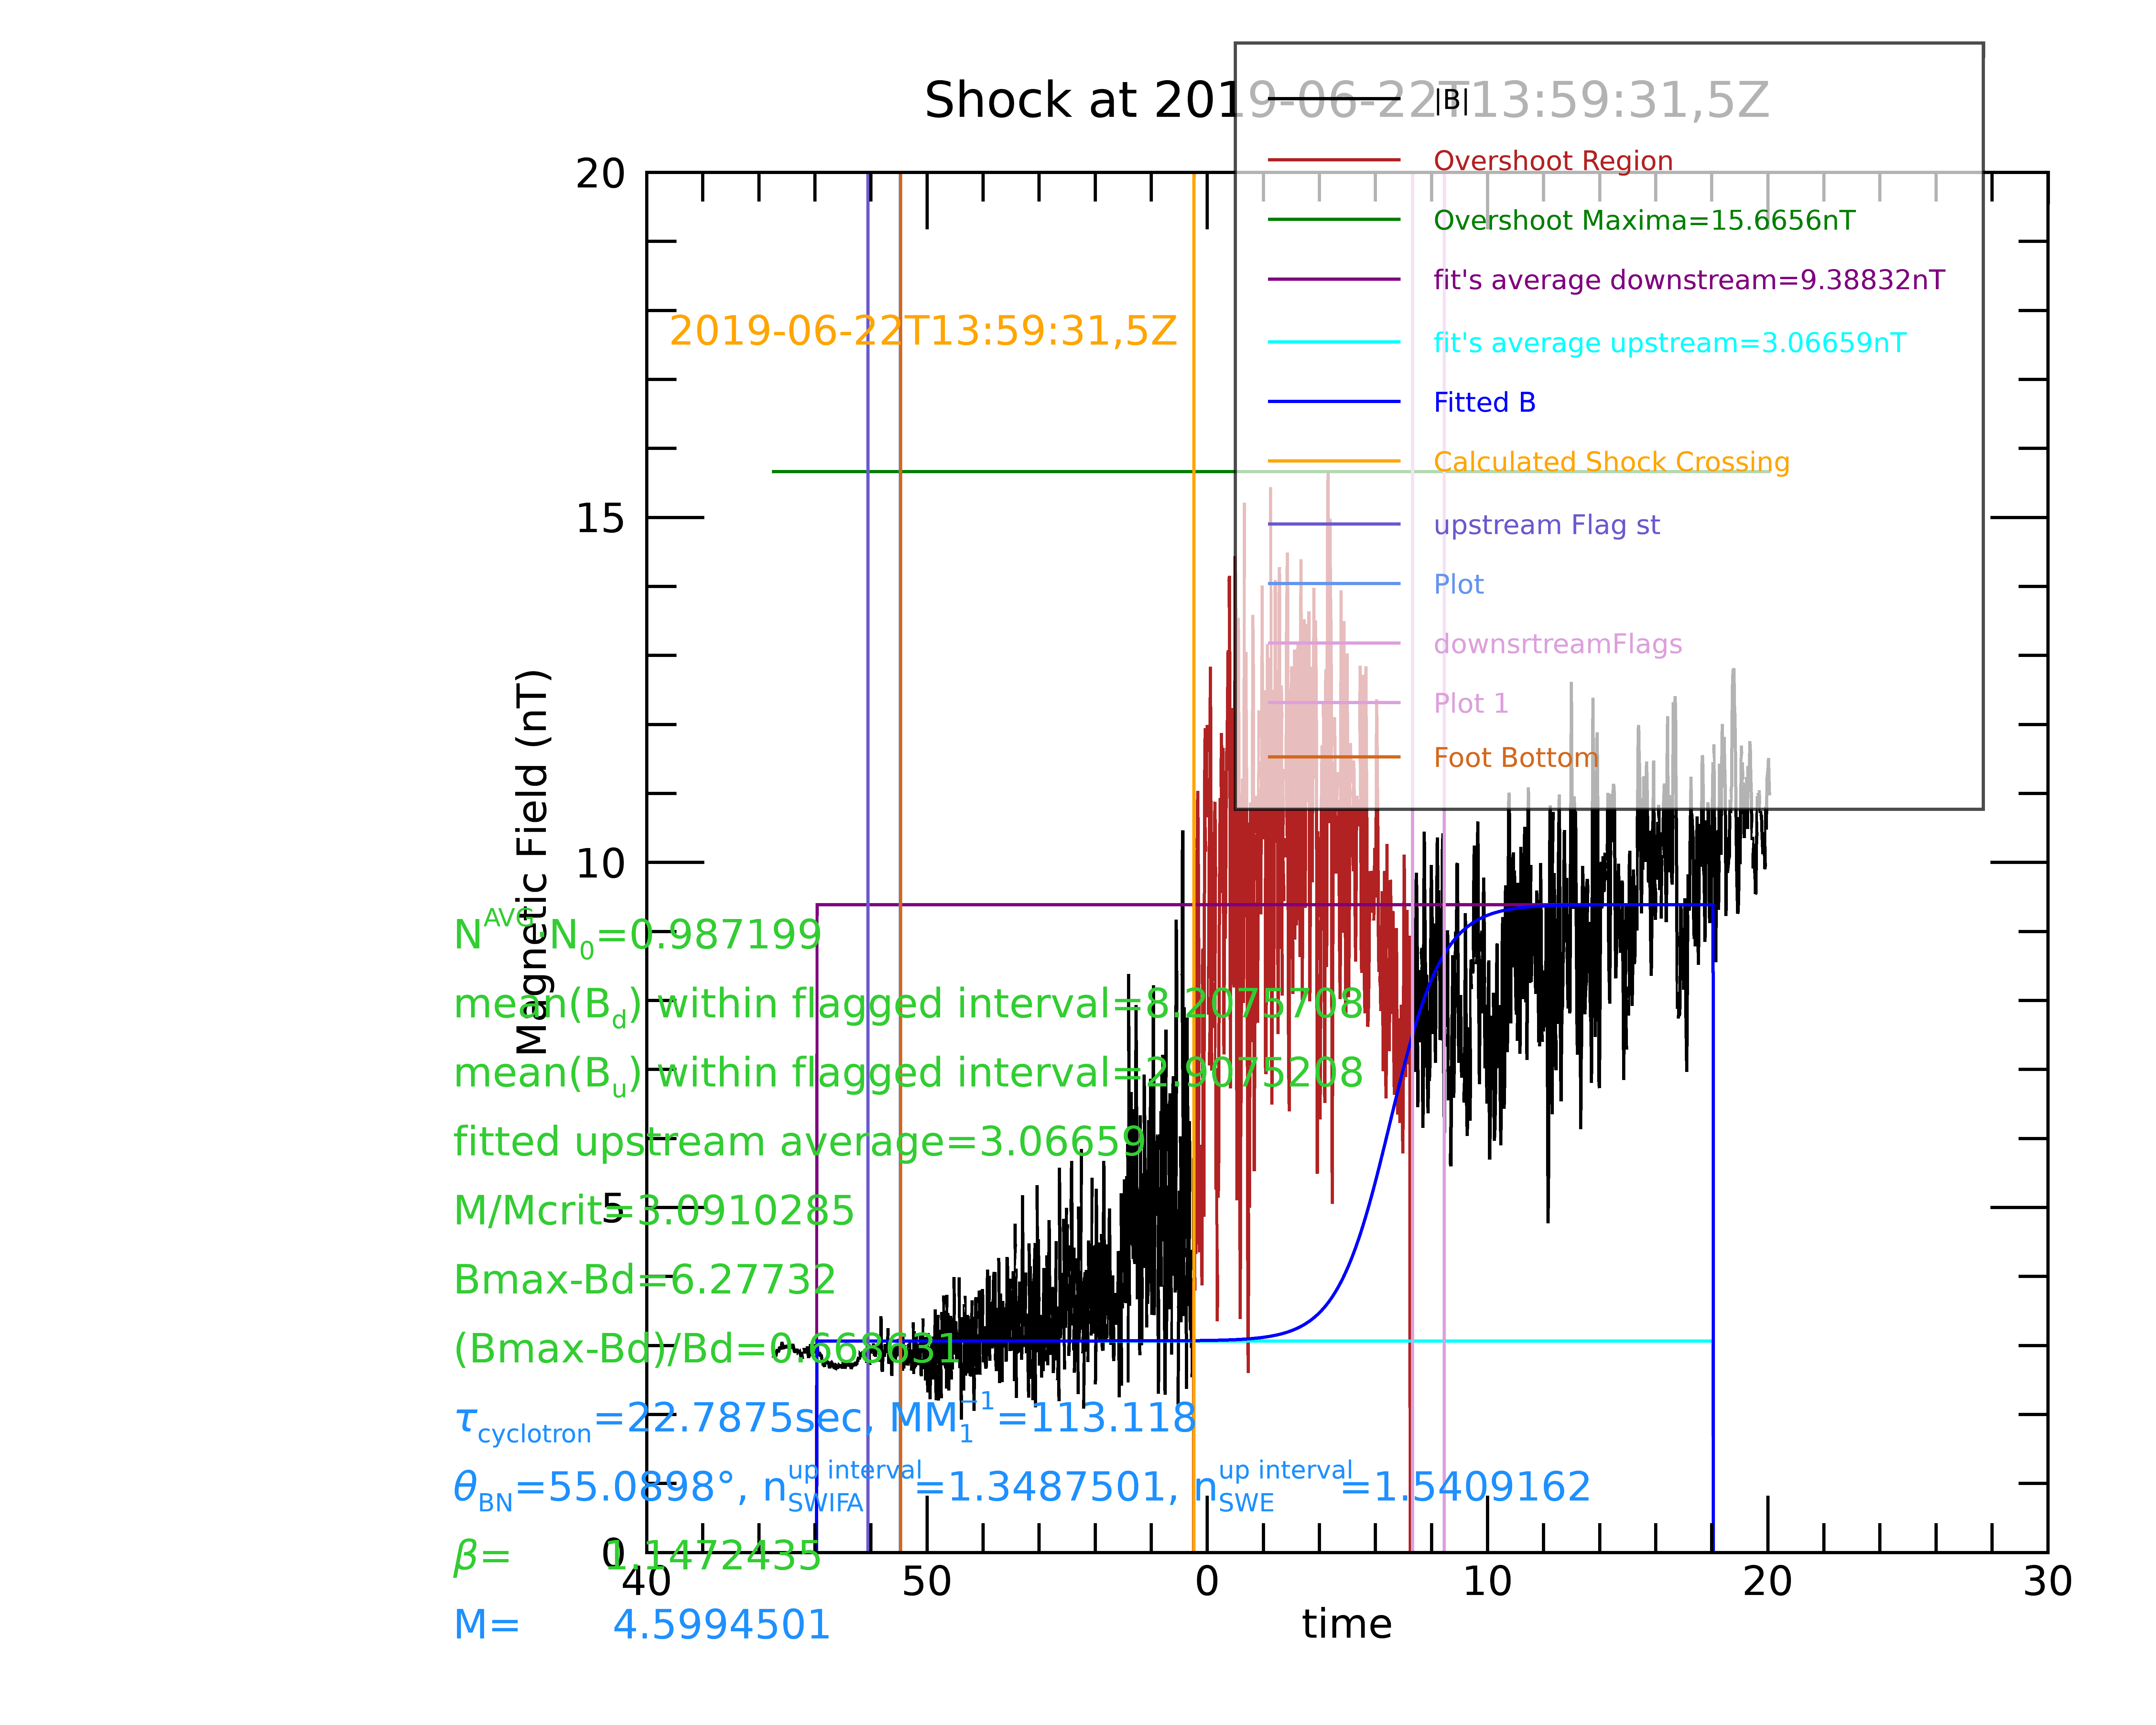 Shock at 2019-06-22T13:59:31,5Z
|B|
Overshoot Region
Overshoot Maxima=15.6656nT
fit's average downstream=9.38832nT
fit's average upstream=3.06659nT
Fitted B
Calculated Shock Crossing
upstream Flag st
Plot
downsrtreamFlags
Plot 1
Foot Bottom
2019-06-22T13:59:31,5Z
Magnetic Field (nT)
20
15
10
5
0
N^AVG·N_0=0.987199
mean(B_d) within flagged interval=8.2075708
mean(B_u) within flagged interval=2.9075208
fitted upstream average=3.06659
M/Mcrit=3.0910285
Bmax-Bd=6.27732
(Bmax-Bd)/Bd=0.668631
τ_cyclotron=22.7875sec, MM_1^-1=113.118
θ_BN=55.0898°, n_SWIFA^up interval=1.3487501, n_SWE^up interval=1.5409162
β= 1.1472435
M= 4.5994501
40 50 0 10 20 30
time